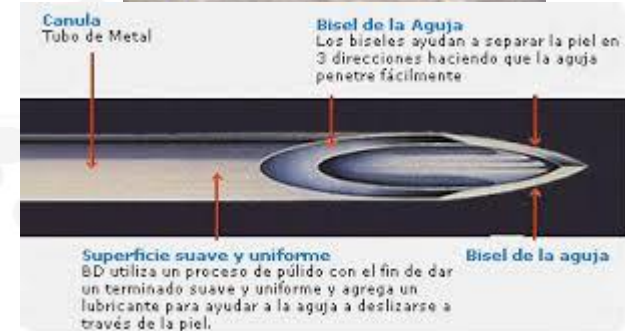 Canula
Tubo de Metal
Bisel de la Aguja
Los biseles ayudan a separar la piel en
3 direcciones haciendo que la aguja
penetre fácilmente
Superficie suave y uniforme
BD utiliza un proceso de púlido con el fin de dar
un terminado suave y uniforme y agrega un
lubricante para ayudar a la aguja a deslizarse a
través de la piel.
Bisel de la aguja